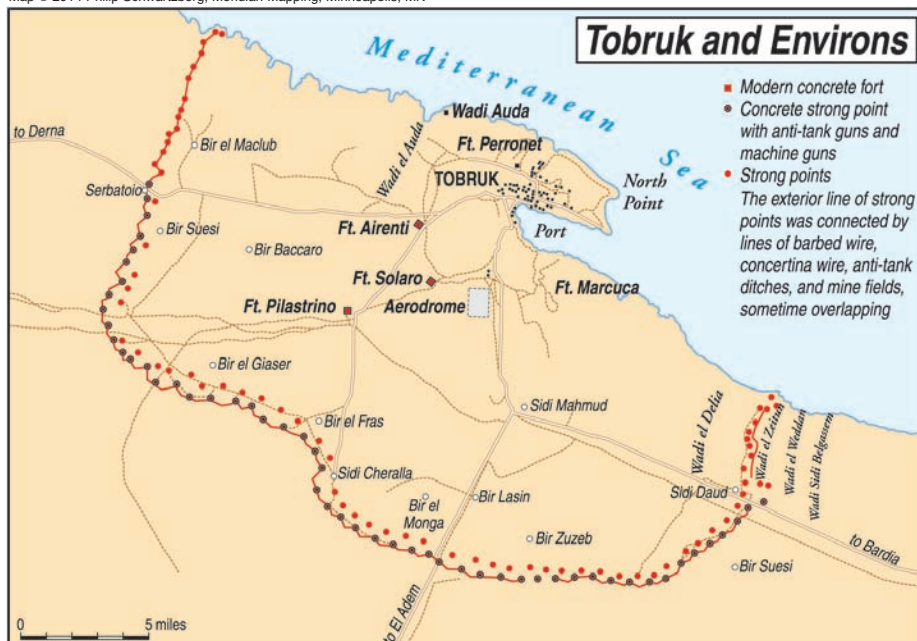 Tobruk and Environs
Modern concrete fort
Concrete strong point
with anti-tank guns and
machine guns
Strong points
The exterior line of strong
points was connected by
lines of barbed wire,
concertina wire, anti-tank
ditches, and mine fields,
sometime overlapping
Mediterranean
Sea
to Derna
Bir el Maclub
Wadi el Auda
Wadi Auda
Ft. Perronet
TOBRUK
North
Point
Serbatoio
Bir Suesi
Bir Baccaro
Ft. Airenti
Port
Ft. Solaro
Ft. Marcuca
Ft. Pilastrino
Aerodrome
Bir el Giaser
Bir el Fras
Sidi Mahmud
Wadi el Delia
Wadi el Zeitun
Wadi el Weddan
Wadi Sidi Belgassem
Sidi Cheralla
Bir el
Monga
Bir Lasin
Sidi Daud
Bir Zuzeb
to Bardia
Bir Suesi
to El Adem
0
5 miles